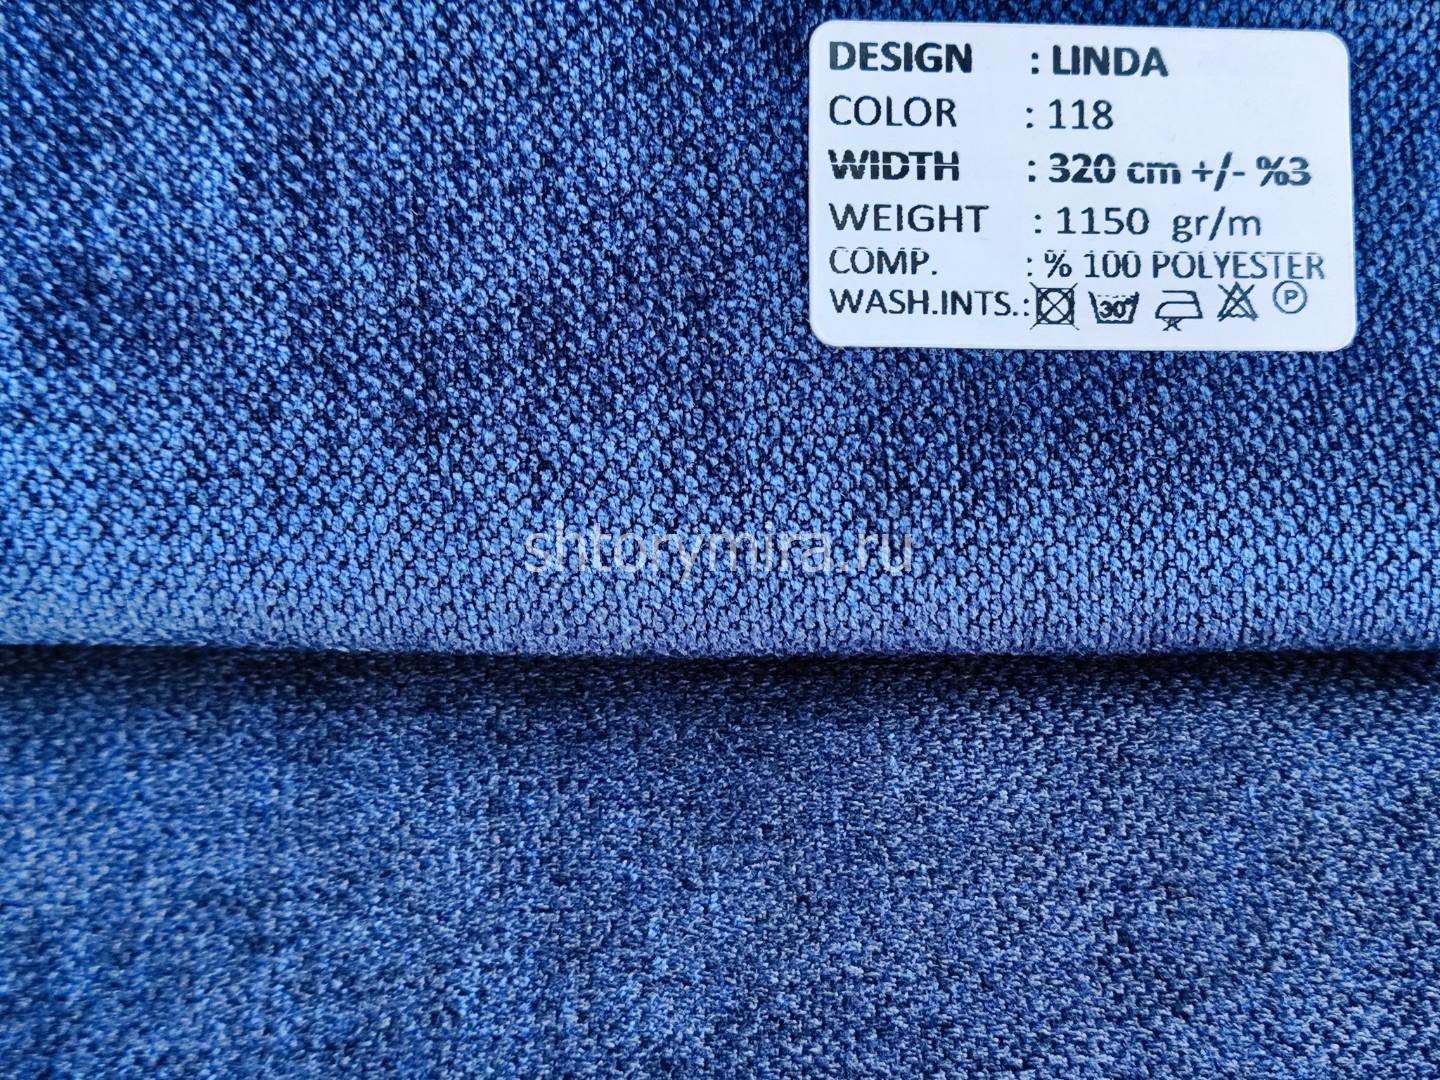 DESIGN : LINDA
COLOR : 118
WIDTH : 320 cm +/- %3
WEIGHT : 1150 gr/m
COMP. : % 100 POLYESTER
WASH.INTS.: 30 P
shtorymira.ru